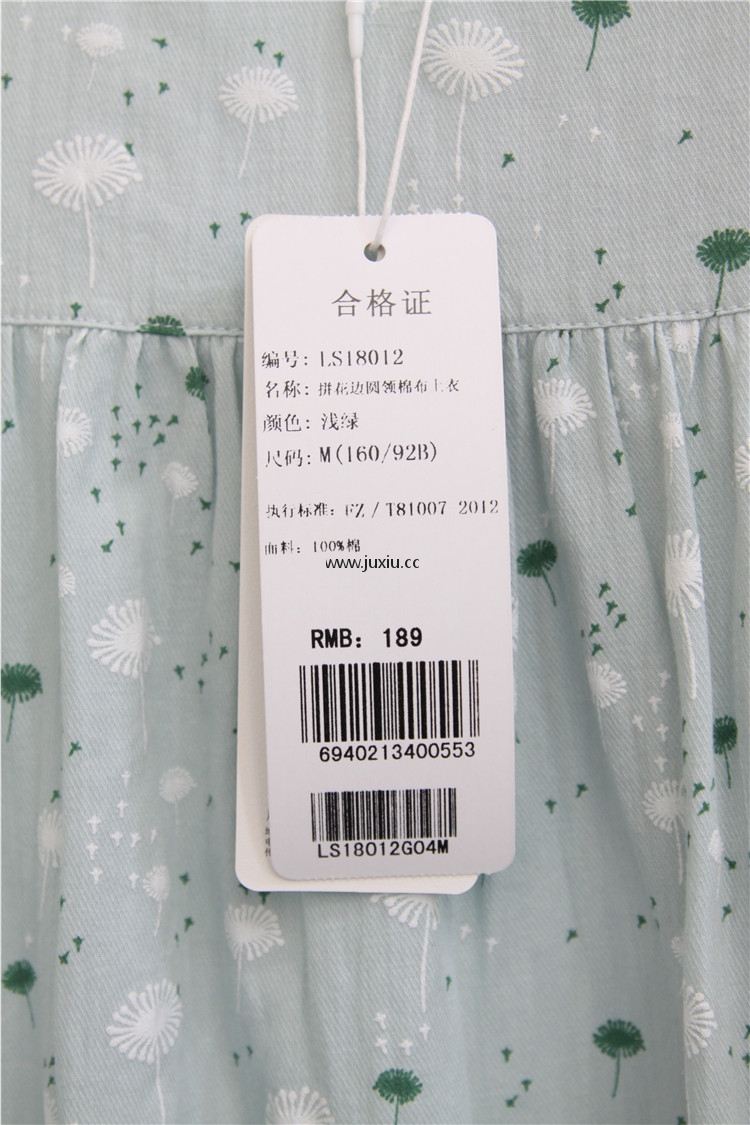 合格证
编号: LS18012
名称: 拼花边圆领棉布上衣
颜色: 浅绿
尺码: M(160/92B)
执行标准: FZ/T81007 2012
面料: 100%棉
www.juxiu.cc
RMB: 189
6940213400553
LS18012G04M